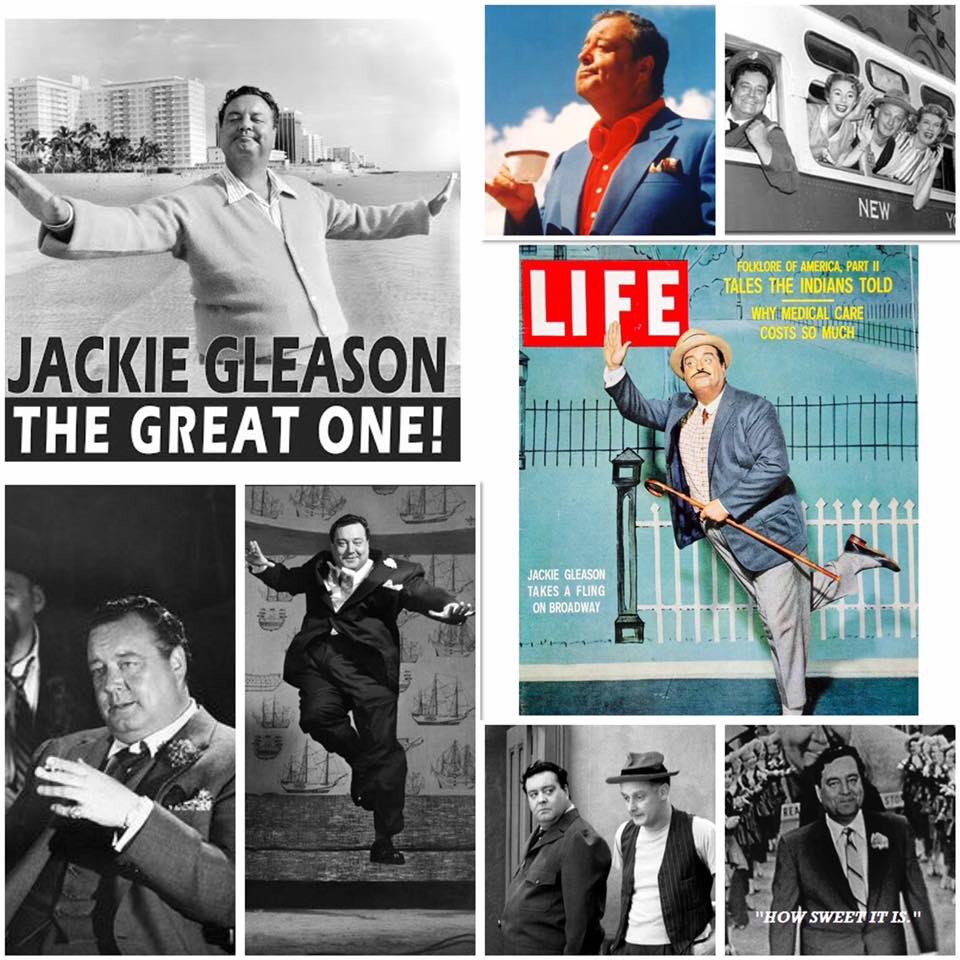 JACKIE GLEASON
THE GREAT ONE!
NEW
LIFE
FOLKLORE OF AMERICA, PART II
TALES THE INDIANS TOLD
WHY MEDICAL CARE
COSTS SO MUCH
JACKIE GLEASON
TAKES A FLING
ON BROADWAY
"HOW SWEET IT IS."